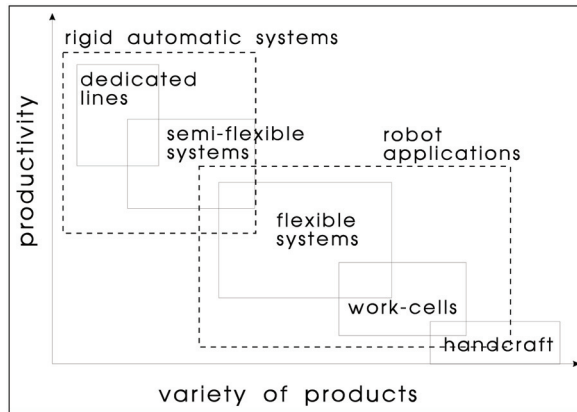 rigid automatic systems
dedicated
lines
semi-flexible
systems
robot
applications
flexible
systems
work-cells
handcraft
productivity
variety of products